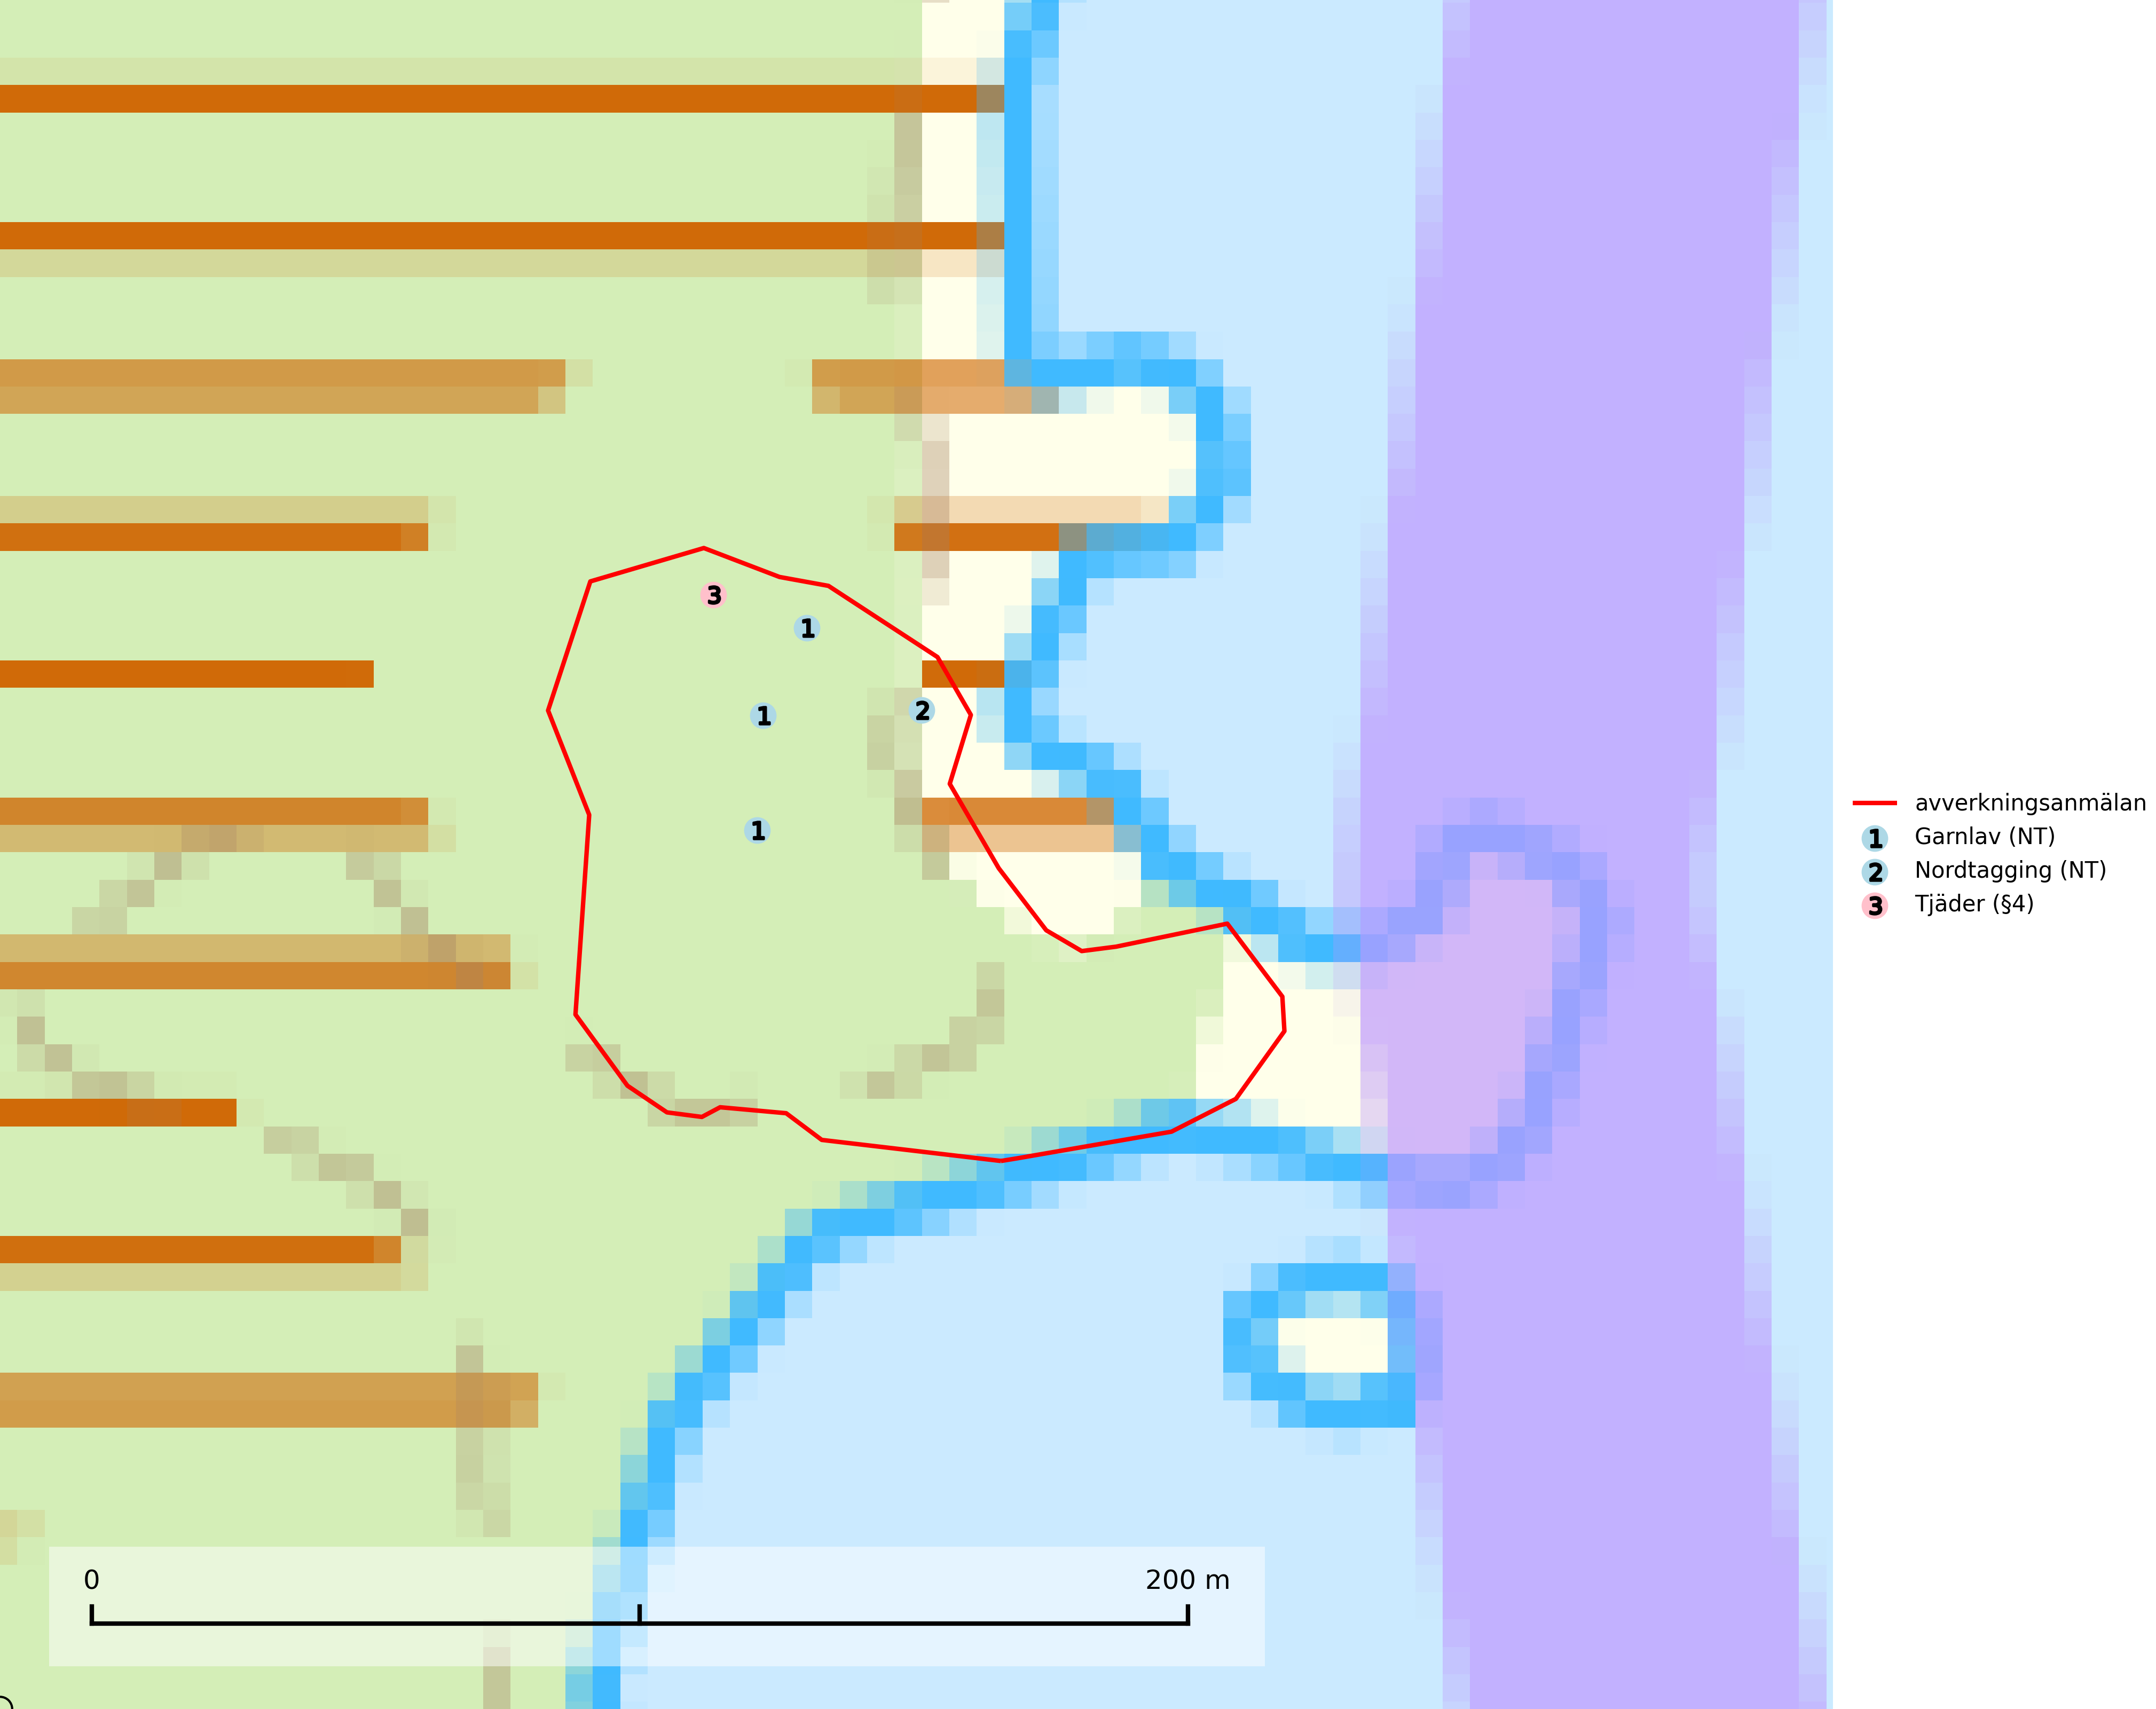 3
1
1
2
1
avverkningsanmälan
1 Garnlav (NT)
2 Nordtagging (NT)
3 Tjäder (§4)
0 200 m